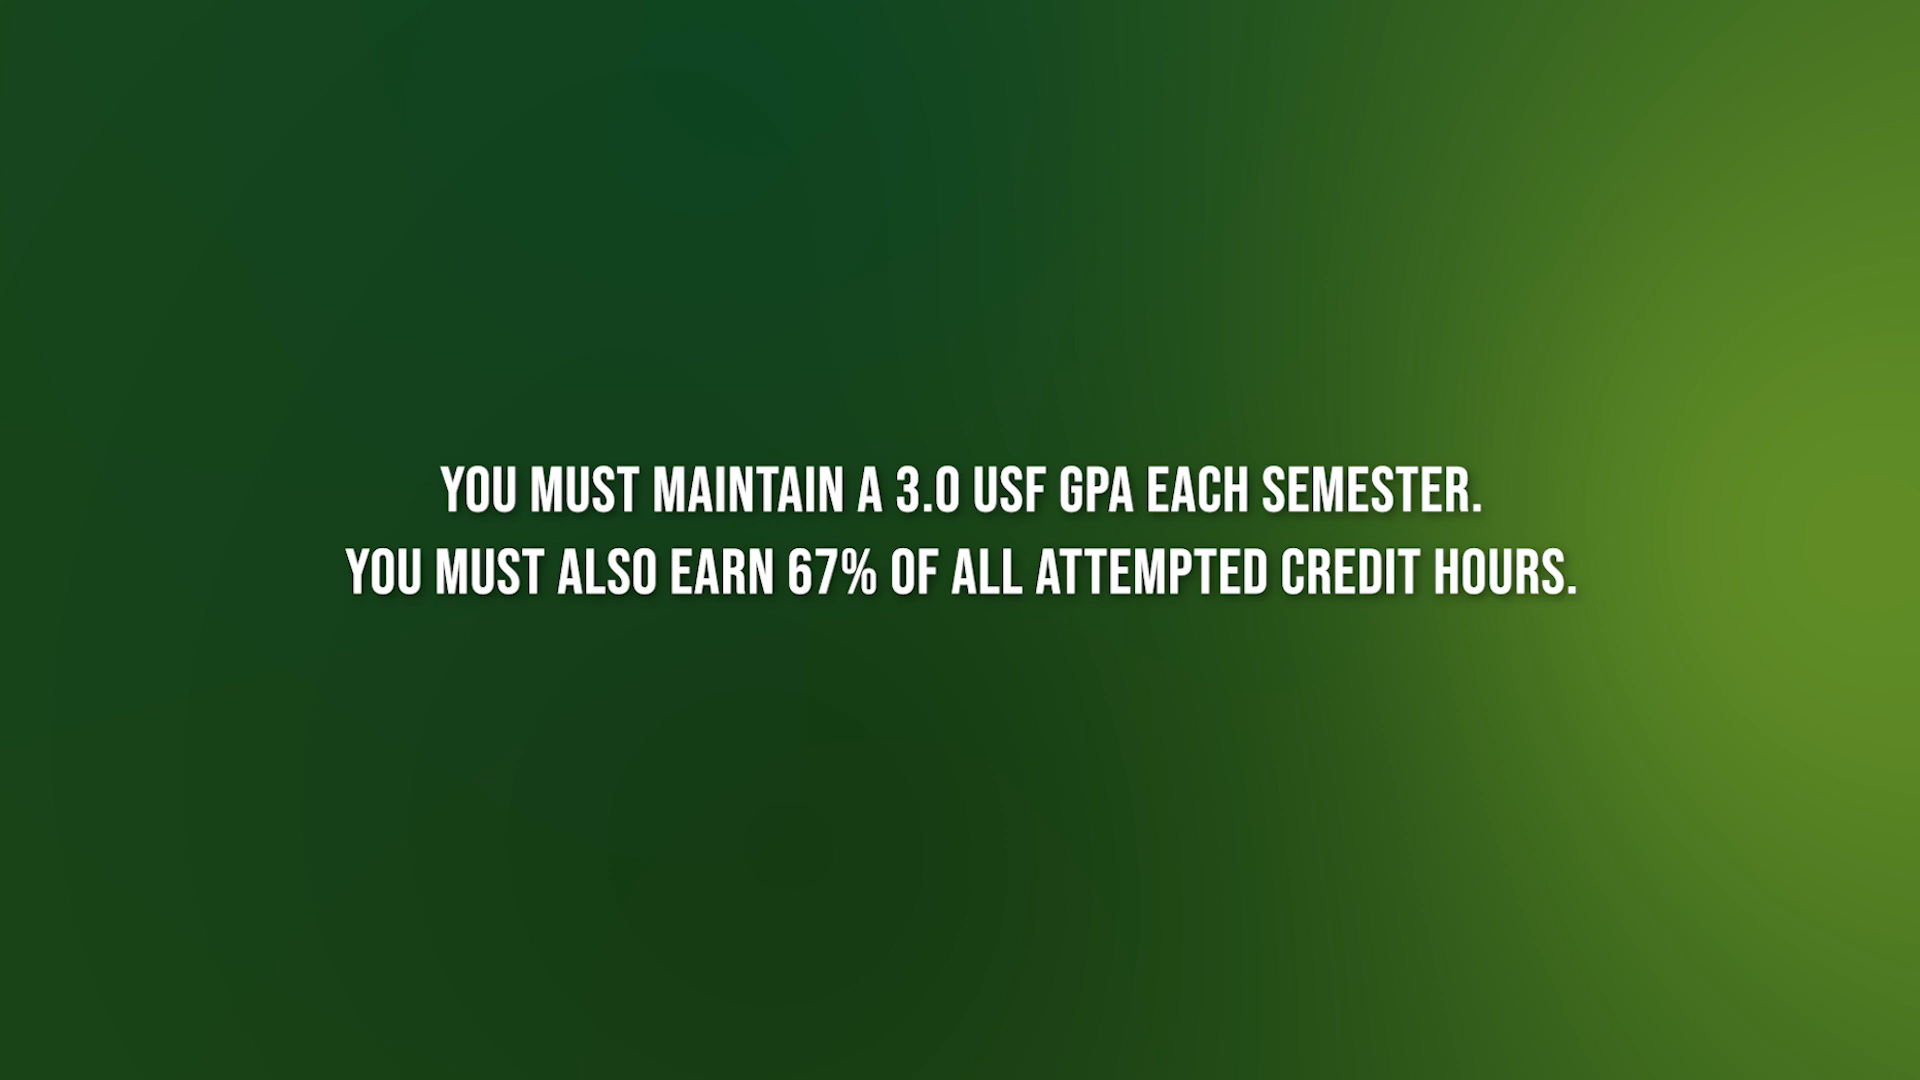 YOU MUST MAINTAIN A 3.0 USF GPA EACH SEMESTER.
YOU MUST ALSO EARN 67% OF ALL ATTEMPTED CREDIT HOURS.